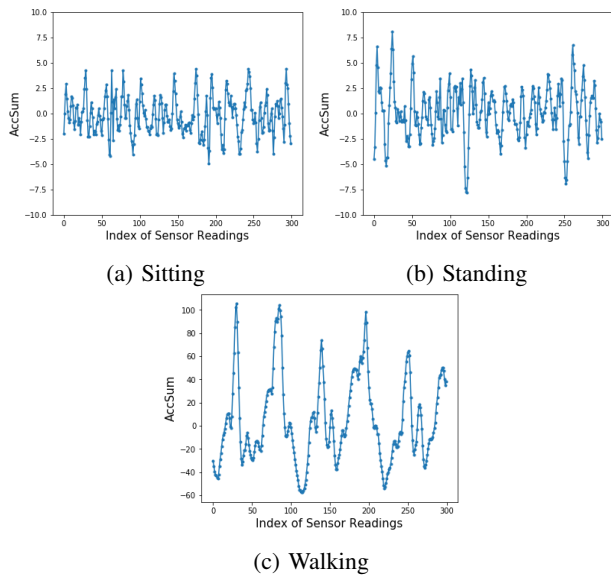 10.0
7.5
5.0
2.5
0.0
−2.5
−5.0
−7.5
−10.0
AccSum
0 50 100 150 200 250 300
Index of Sensor Readings
(a) Sitting
10.0
7.5
5.0
2.5
0.0
−2.5
−5.0
−7.5
−10.0
AccSum
0 50 100 150 200 250 300
Index of Sensor Readings
(b) Standing
100
80
60
40
20
0
−20
−40
−60
AccSum
0 50 100 150 200 250 300
Index of Sensor Readings
(c) Walking